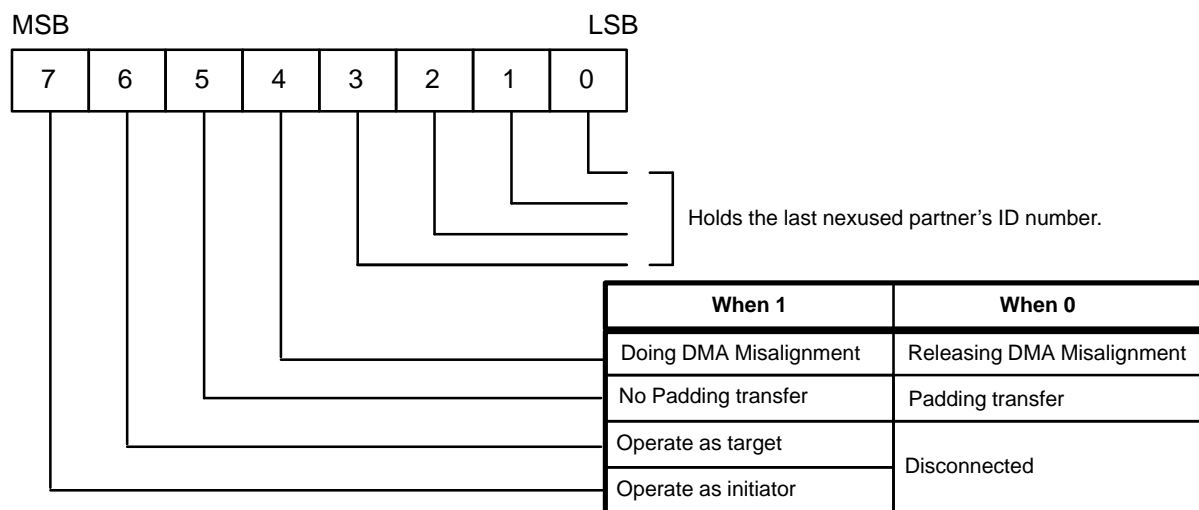 MSB LSB
7 6 5 4 3 2 1 0
Holds the last nexused partner's ID number.
When 1 When 0
Doing DMA Misalignment Releasing DMA Misalignment
No Padding transfer Padding transfer
Operate as target
Disconnected
Operate as initiator